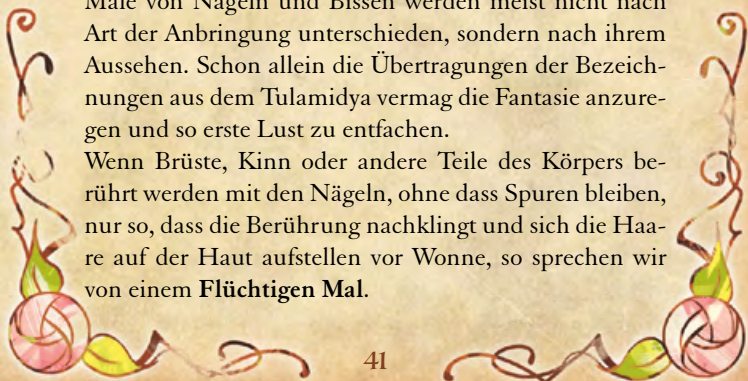 Male von Nägeln und Bissen werden meist nicht nach
Art der Anbringung unterschieden, sondern nach ihrem
Aussehen. Schon allein die Übertragungen der Bezeich-
nungen aus dem Tulamidya vermag die Fantasie anzure-
gen und so erste Lust zu entfachen.
Wenn Brüste, Kinn oder andere Teile des Körpers be-
rührt werden mit den Nägeln, ohne dass Spuren bleiben,
nur so, dass die Berührung nachklingt und sich die Haa-
re auf der Haut aufstellen vor Wonne, so sprechen wir
von einem Flüchtigen Mal.
41